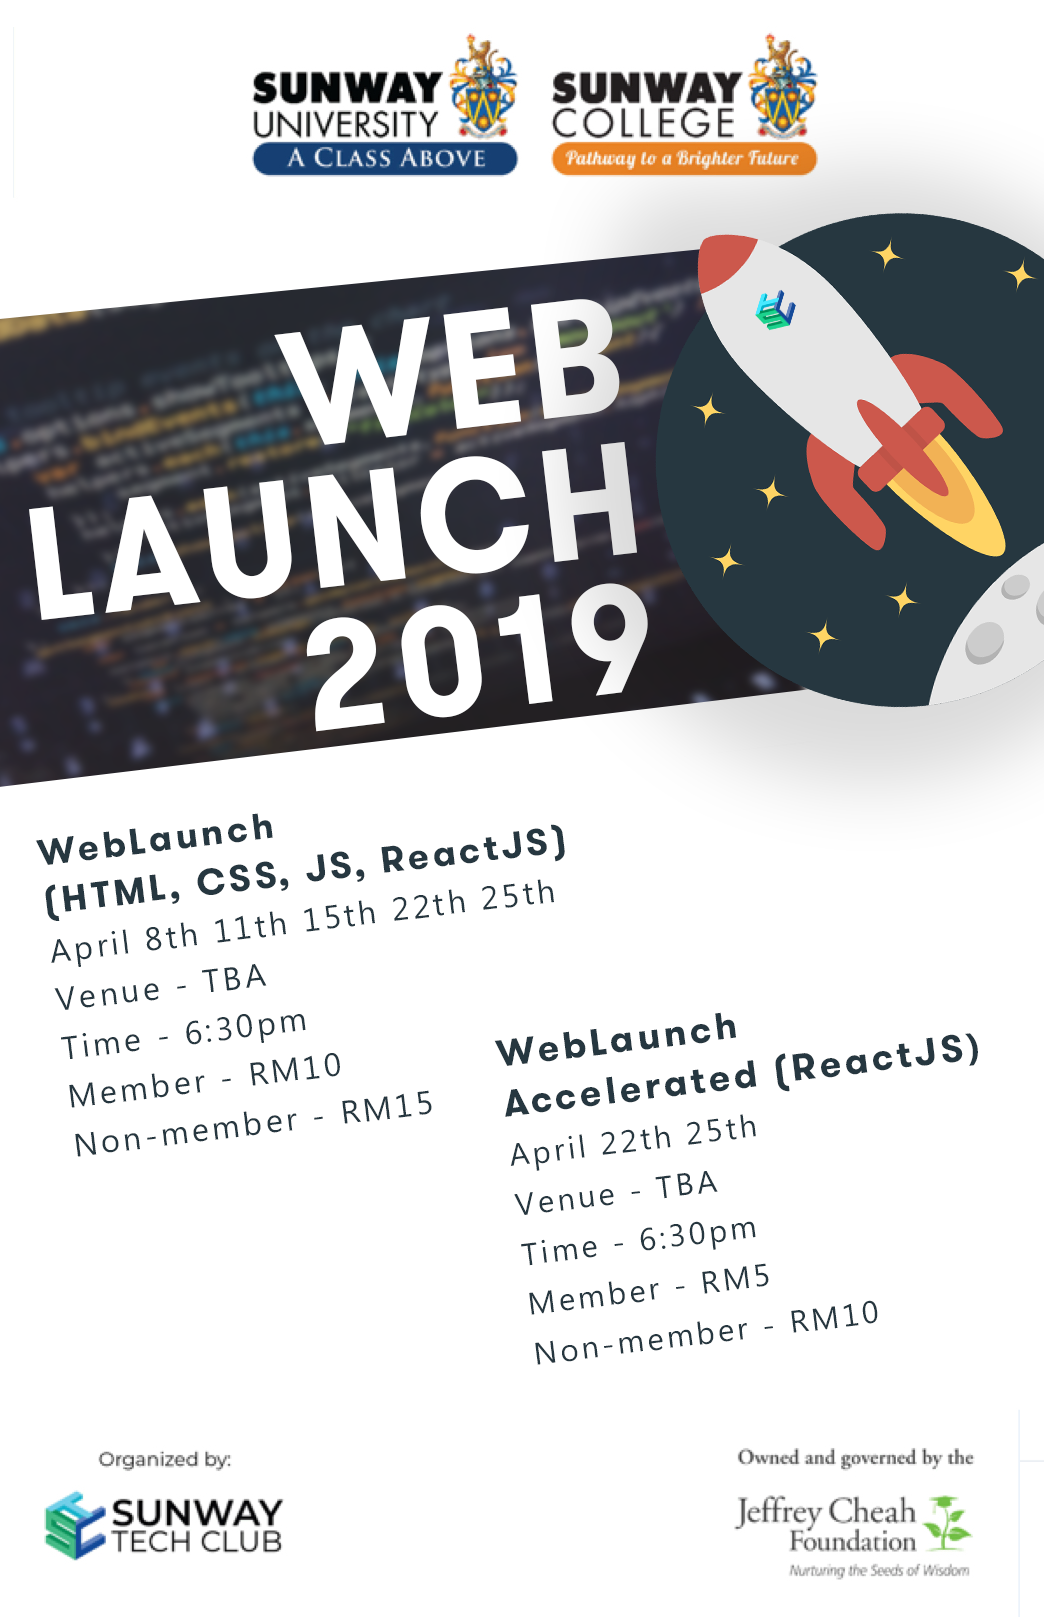 SUNWAY
UNIVERSITY
A CLASS ABOVE
SUNWAY
COLLEGE
Pathway to a Brighter Future
WEB
LAUNCH
2019
WebLaunch
(HTML, CSS, JS, ReactJS)
April 8th 11th 15th 22th 25th
Venue - TBA
Time - 6:30pm
Member - RM10
Non-member - RM15
WebLaunch
Accelerated (ReactJS)
April 22th 25th
Venue - TBA
Time - 6:30pm
Member - RM5
Non-member - RM10
Organized by:
SUNWAY
TECH CLUB
Owned and governed by the
Jeffrey Cheah
Foundation
Nurturing the Seeds of Wisdom